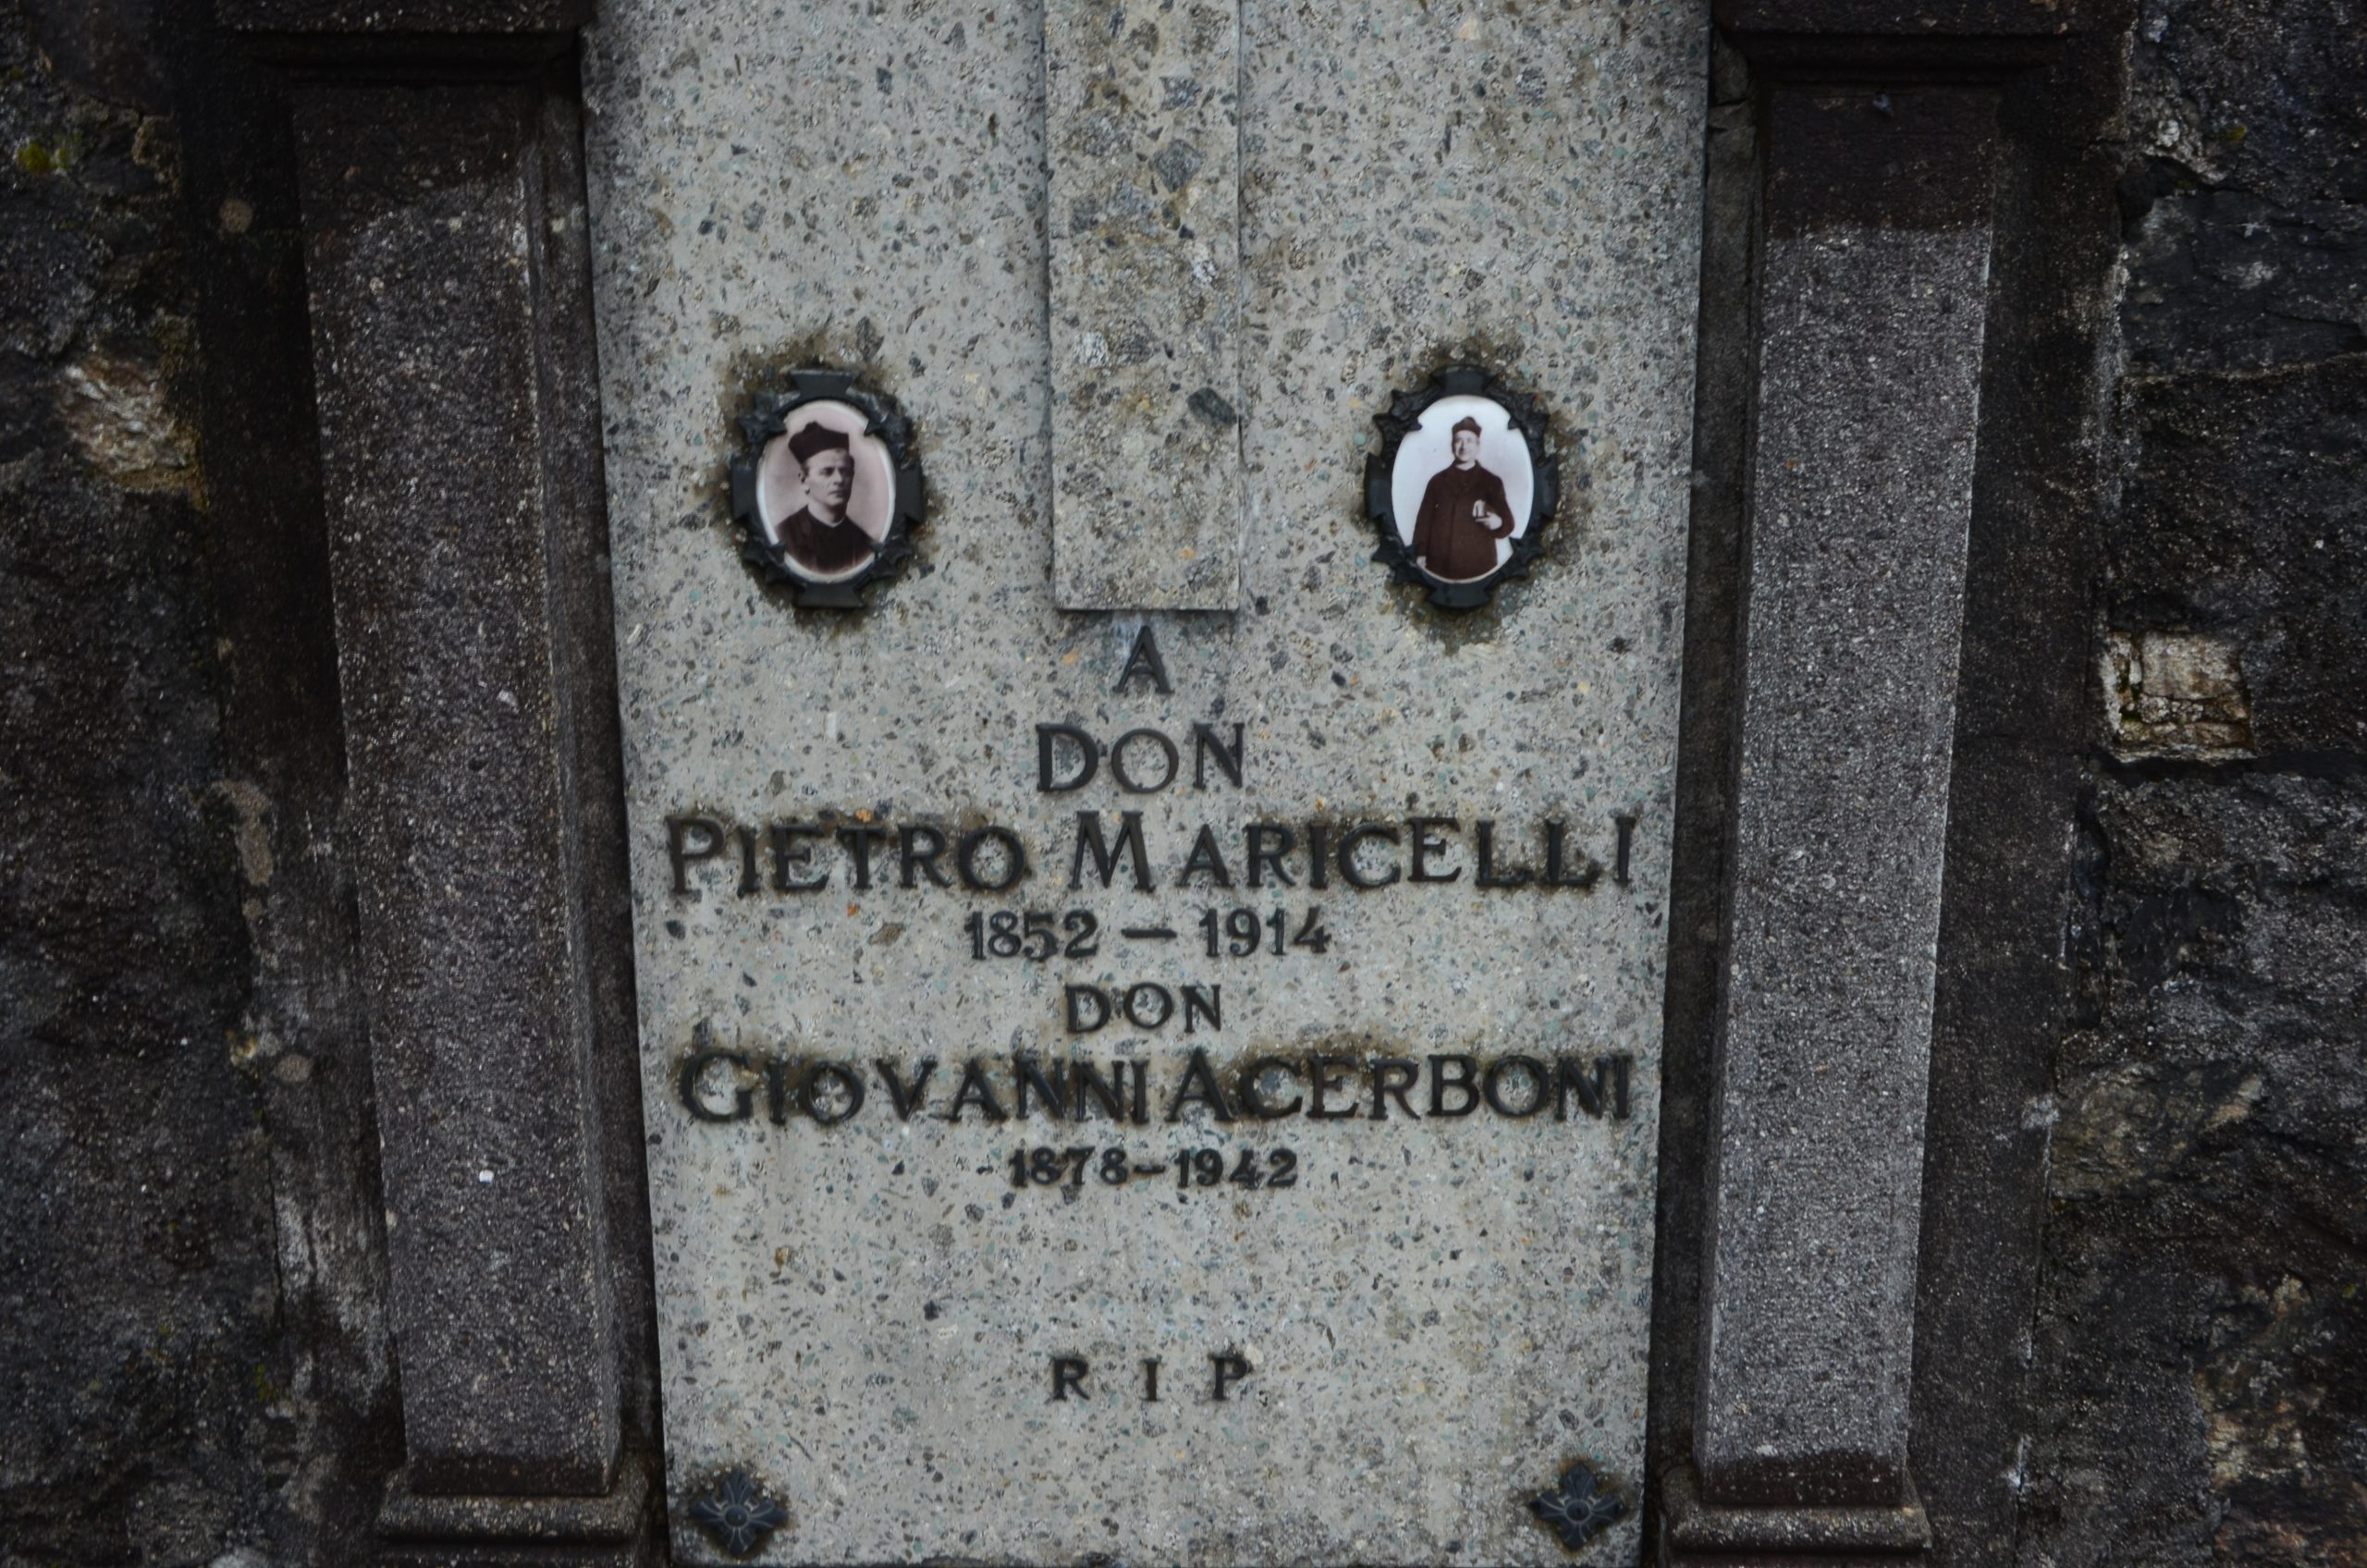 A
DON
PIETRO MARICELLI
1852 – 1914
DON
GIOVANNI ACERBONI
1878–1942
R I P